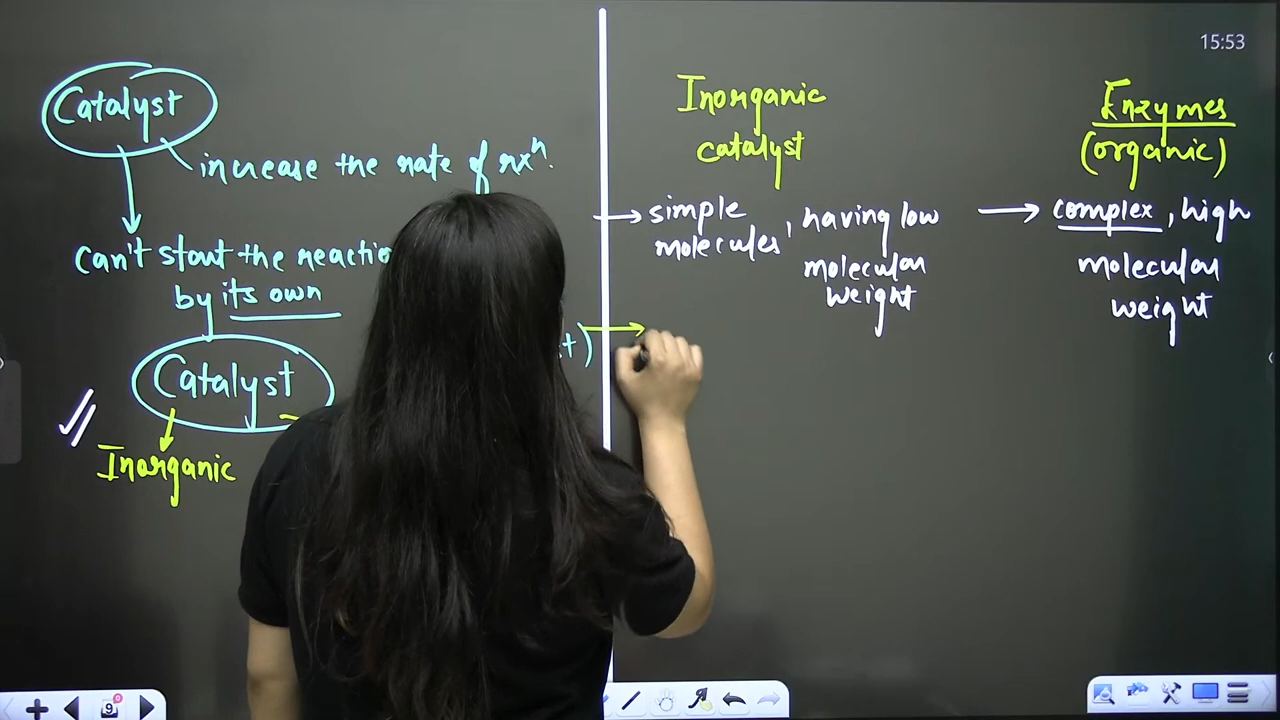 15:53
Catalyst
increase the rate of rxⁿ.
can't start the reactio
by its own
Catalyst
Inorganic
Inorganic
catalyst
simple
molecules, having low
molecular
weight
Enzymes
(organic)
complex, high
molecular
weight
9